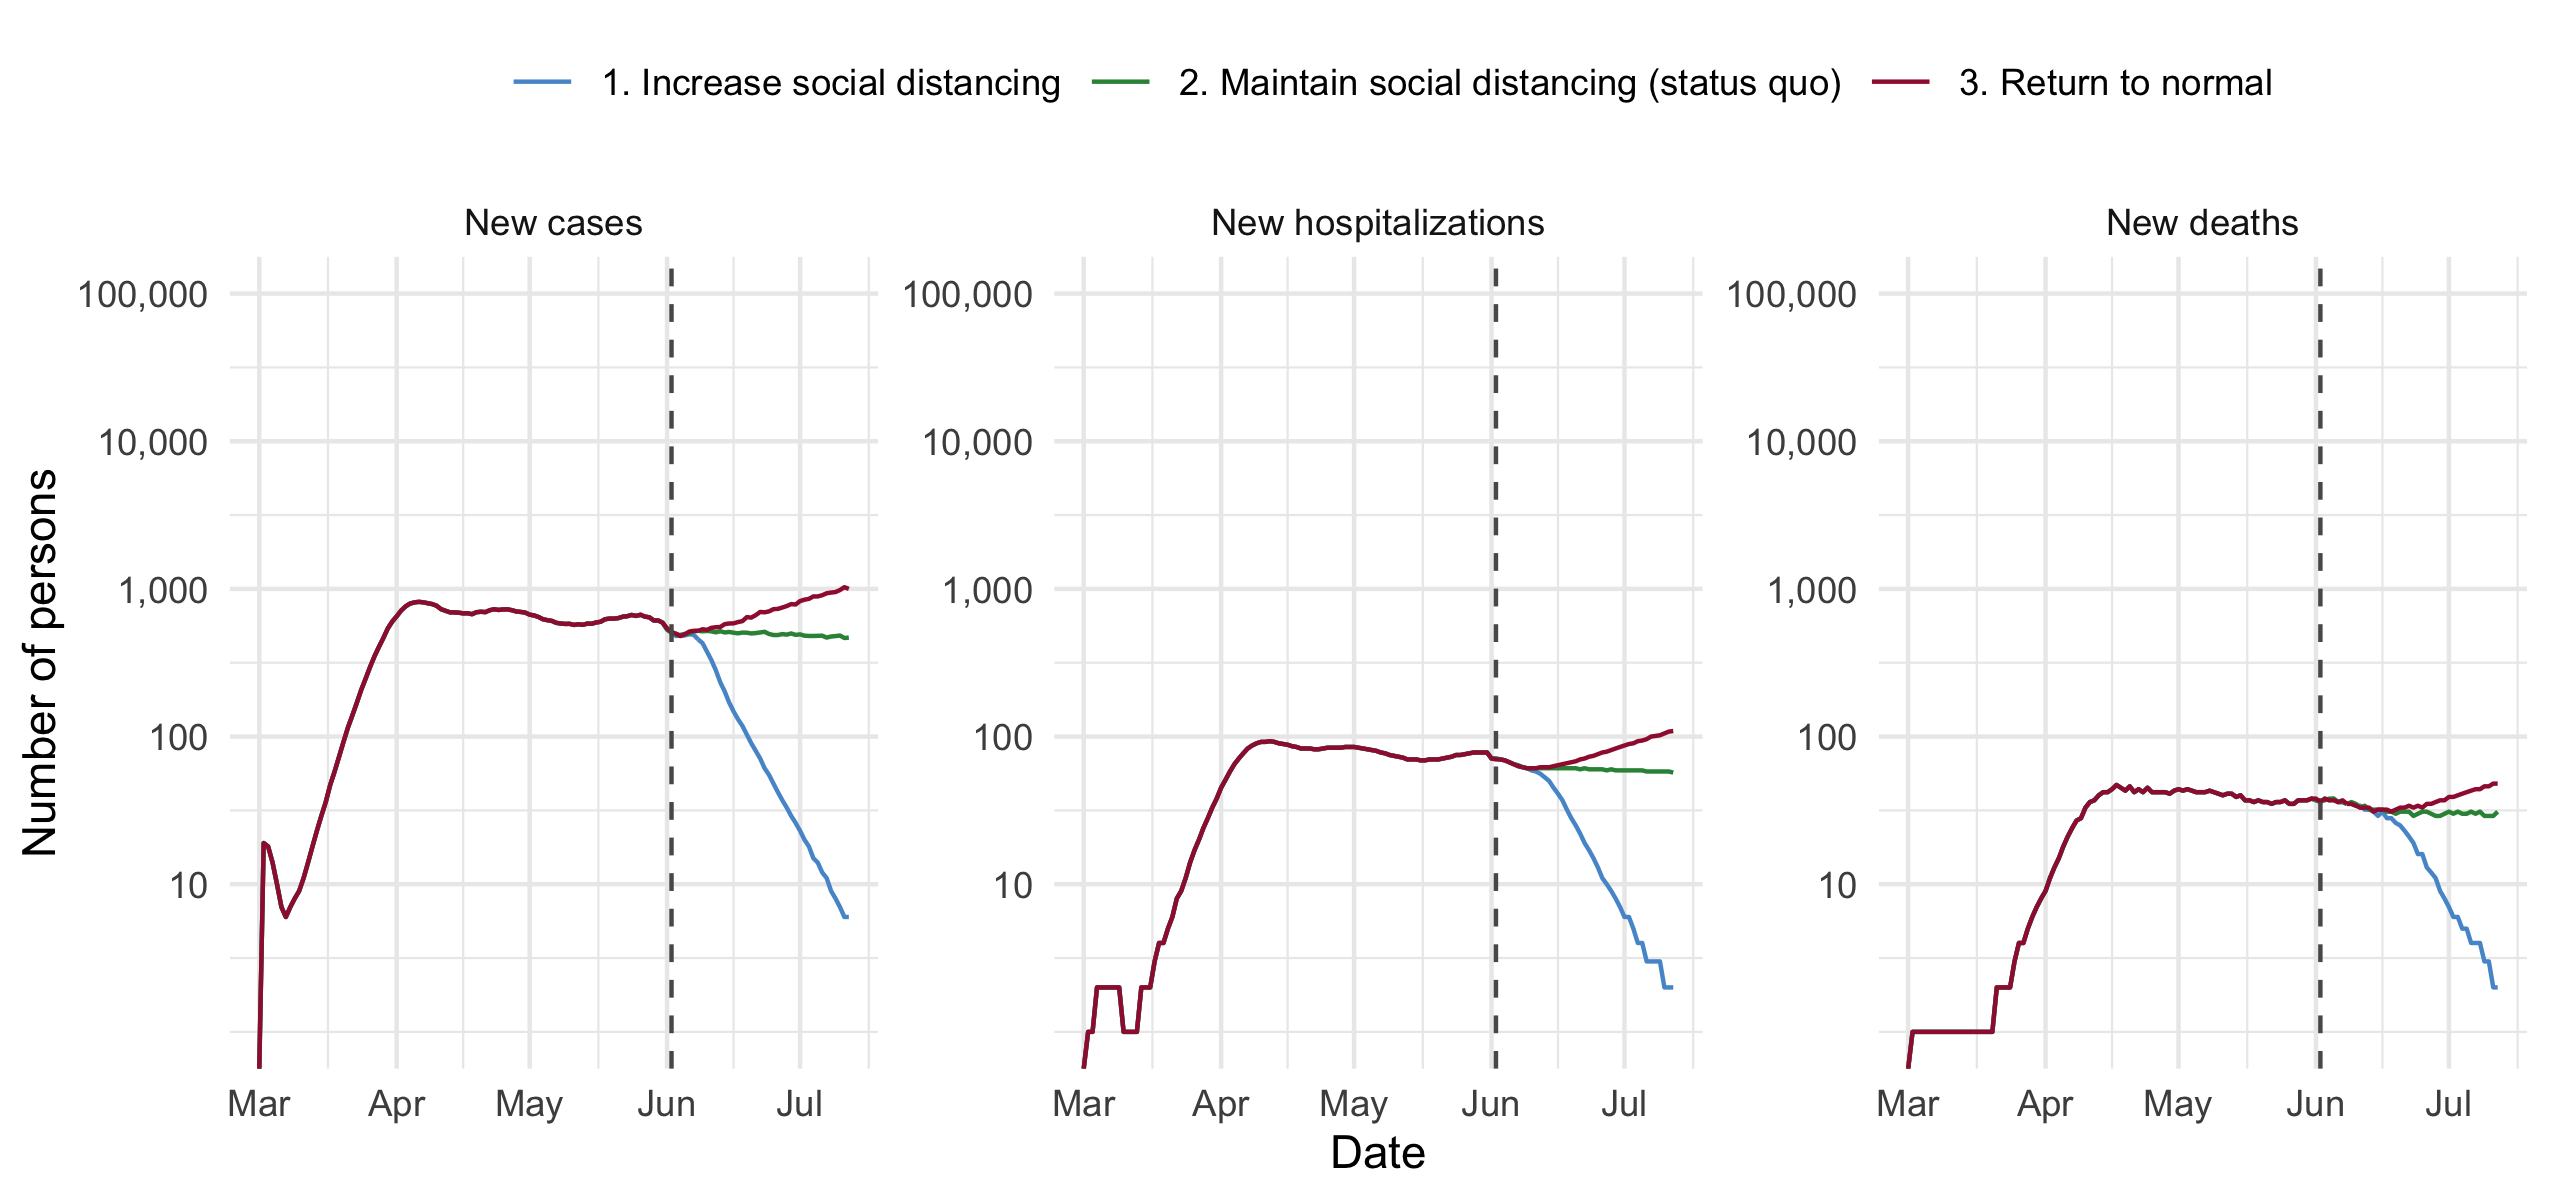 1. Increase social distancing 2. Maintain social distancing (status quo) 3. Return to normal
New cases New hospitalizations New deaths
100,000 100,000 100,000
10,000 10,000 10,000
1,000 1,000 1,000
100 100 100
10 10 10
Number of persons
Mar Apr May Jun Jul Mar Apr May Jun Jul Mar Apr May Jun Jul
Date